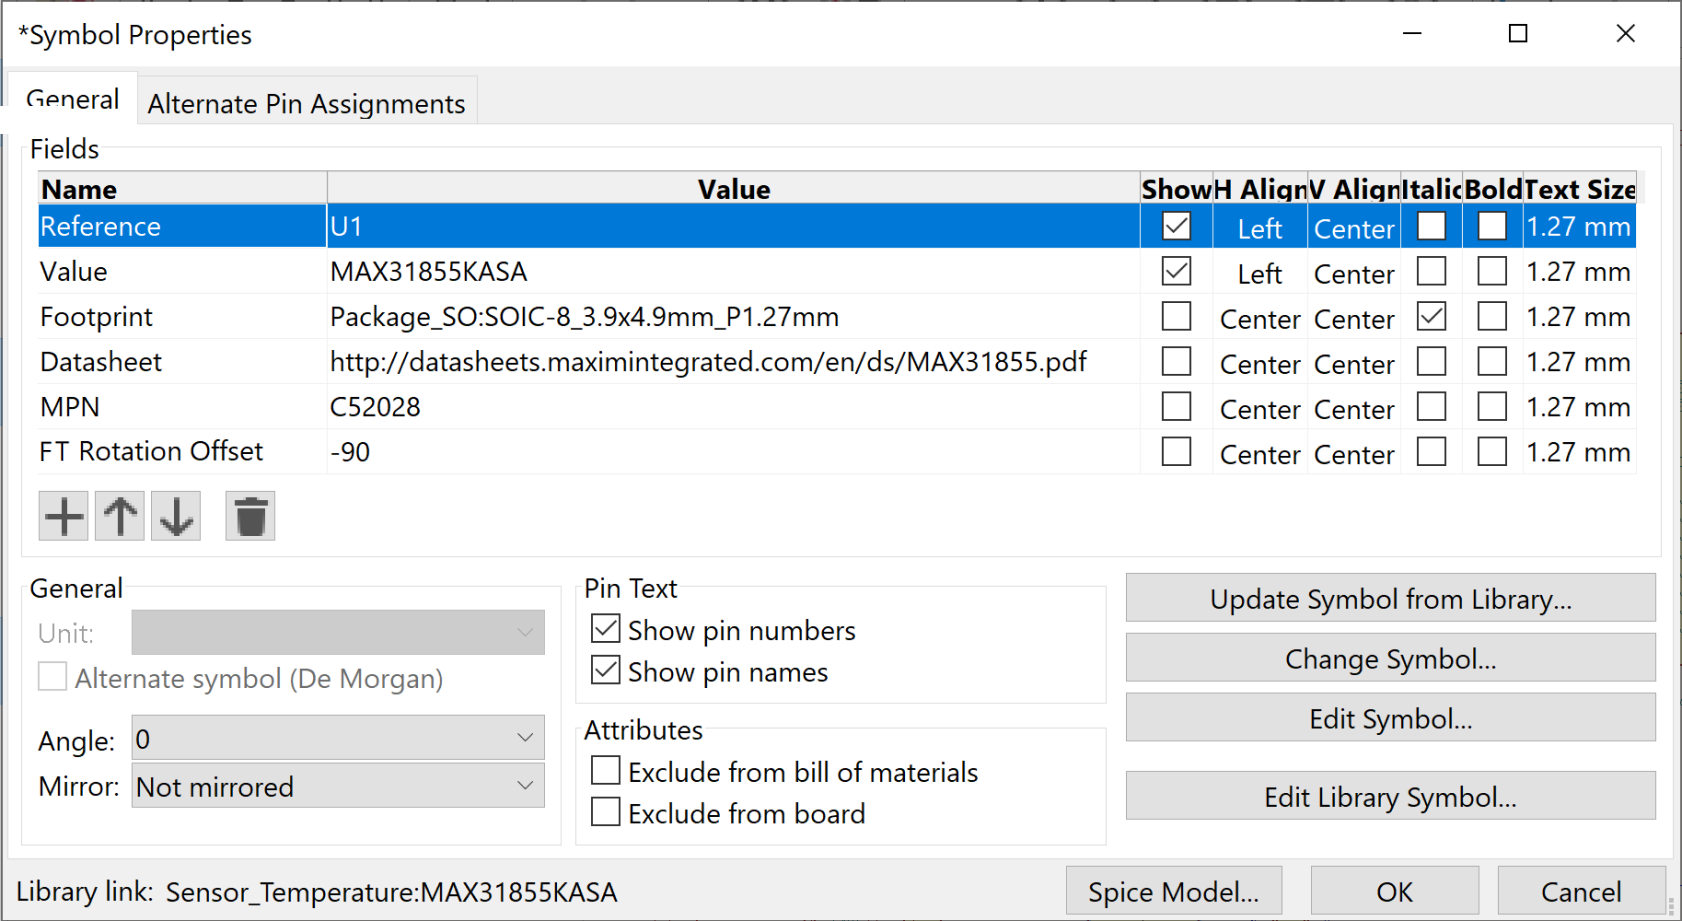 *Symbol Properties
General Alternate Pin Assignments
Fields
Name Value Show H Align V Align Italic Bold Text Size
Reference U1 Left Center 1.27 mm
Value MAX31855KASA Left Center 1.27 mm
Footprint Package_SO:SOIC-8_3.9x4.9mm_P1.27mm Center Center 1.27 mm
Datasheet http://datasheets.maximintegrated.com/en/ds/MAX31855.pdf Center Center 1.27 mm
MPN C52028 Center Center 1.27 mm
FT Rotation Offset -90 Center Center 1.27 mm
General
Unit:
Alternate symbol (De Morgan)
Angle: 0
Mirror: Not mirrored
Pin Text
Show pin numbers
Show pin names
Attributes
Exclude from bill of materials
Exclude from board
Update Symbol from Library...
Change Symbol...
Edit Symbol...
Edit Library Symbol...
Library link: Sensor_Temperature:MAX31855KASA
Spice Model... OK Cancel